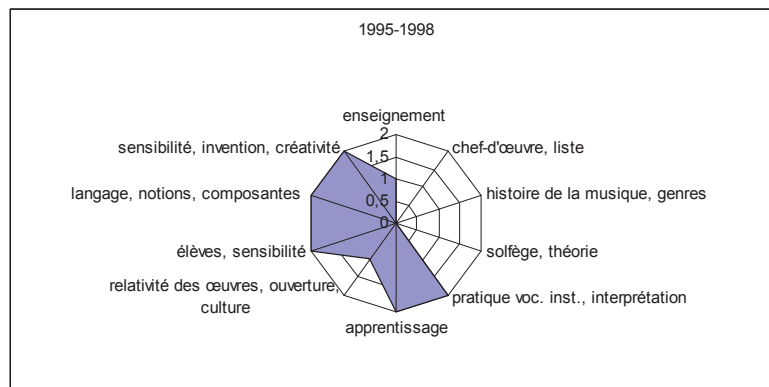 1995-1998
enseignement
2
sensibilité, invention, créativité
chef-d'œuvre, liste
1,5
langage, notions, composantes
1
histoire de la musique, genres
0,5
0
élèves, sensibilité
solfège, théorie
relativité des œuvres, ouverture,
culture
pratique voc. inst., interprétation
apprentissage